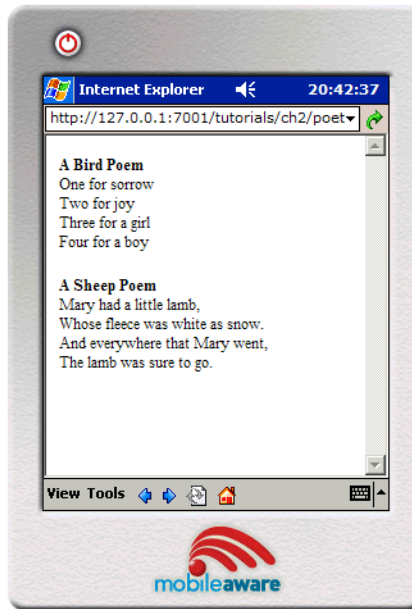 Internet Explorer 20:42:37
http://127.0.0.1:7001/tutorials/ch2/poet
A Bird Poem
One for sorrow
Two for joy
Three for a girl
Four for a boy
A Sheep Poem
Mary had a little lamb,
Whose fleece was white as snow.
And everywhere that Mary went,
The lamb was sure to go.
View Tools
mobileaware